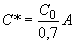 C* = C₀/0,7 A